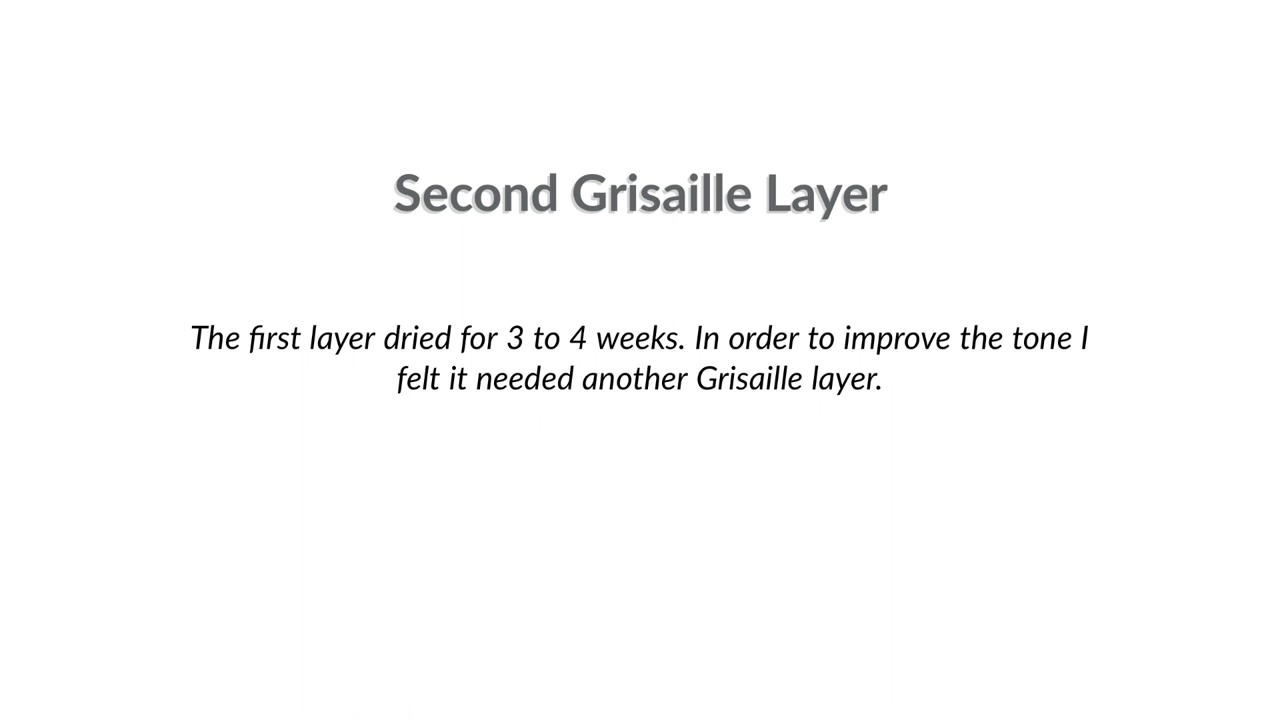 Second Grisaille Layer
The first layer dried for 3 to 4 weeks. In order to improve the tone I
felt it needed another Grisaille layer.